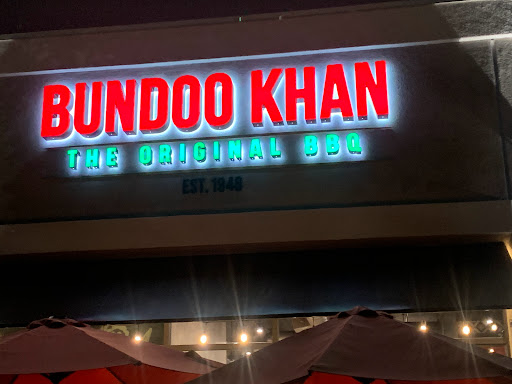 BUNDOO KHAN
THE ORIGINAL BBQ
EST. 1948